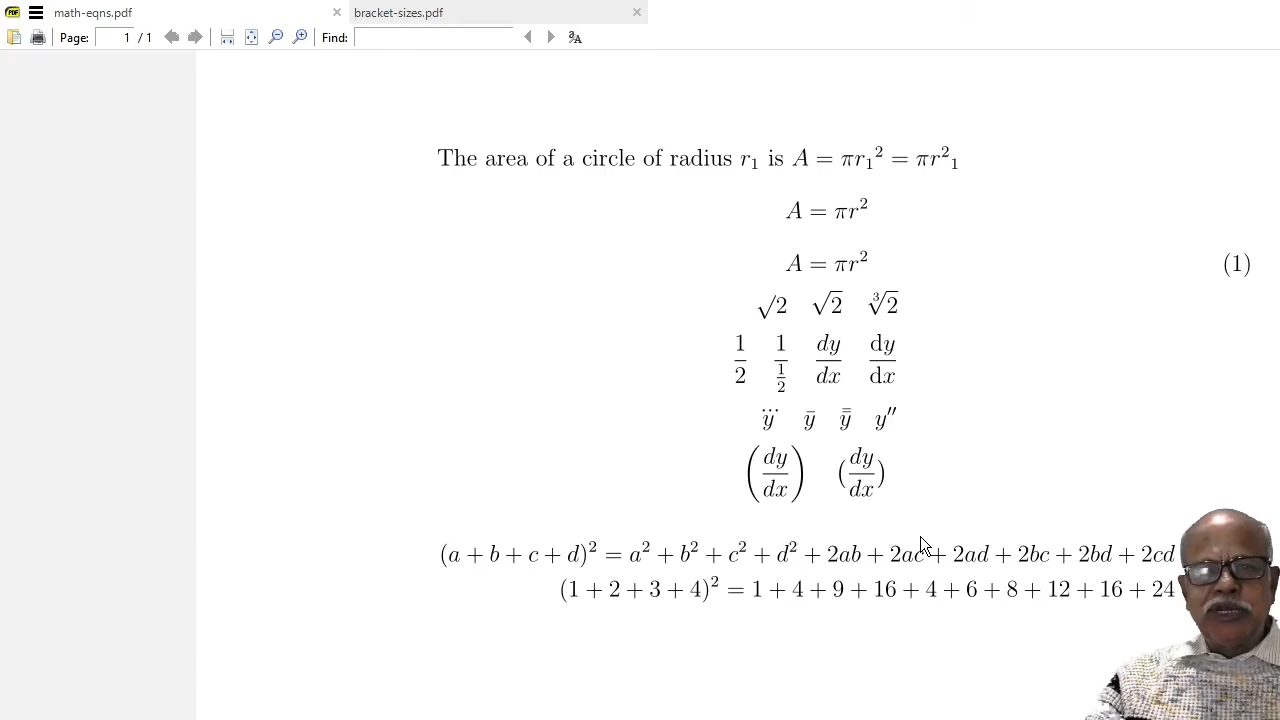 math-eqns.pdf
bracket-sizes.pdf
Page: 1 / 1 Find:
The area of a circle of radius r₁ is A = πr₁² = πr²₁
A = πr²
A = πr² (1)
√2 √2 ∛2
1/2 1/(1/2) dy/dx dy/dx
y⃛ ȳ y̿ y″
(dy/dx) (dy/dx)
(a + b + c + d)² = a² + b² + c² + d² + 2ab + 2ac + 2ad + 2bc + 2bd + 2cd
(1 + 2 + 3 + 4)² = 1 + 4 + 9 + 16 + 4 + 6 + 8 + 12 + 16 + 24